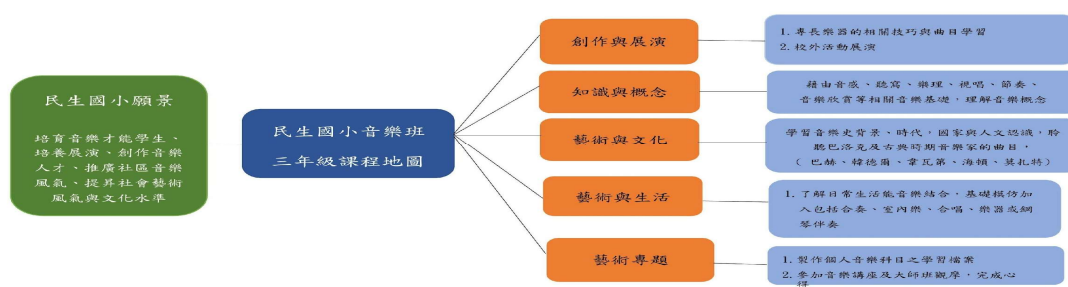 民生國小願景
培育音樂才能學生、
培養展演、創作音樂
人才、推廣社區音樂
風氣、提昇社會藝術
風氣與文化水準
民生國小音樂班
三年級課程地圖
創作與展演
1. 專長樂器的相關技巧與曲目學習
2. 校外活動展演
知識與概念
藉由音感、聽寫、樂理、視唱、節奏、
音樂欣賞等相關音樂基礎，理解音樂概念
藝術與文化
學習音樂史背景、時代，國家與人文認識，聆
聽巴洛克及古典時期音樂家的曲目，
（ 巴赫、韓德爾、韋瓦第、海頓、莫扎特）
藝術與生活
1. 了解日常生活能音樂結合，基礎模仿加
入包括合奏、室內樂、合唱、樂器或鋼
琴伴奏
藝術專題
1. 製作個人音樂科目之學習檔案
2. 參加音樂講座及大師班觀摩，完成心
得